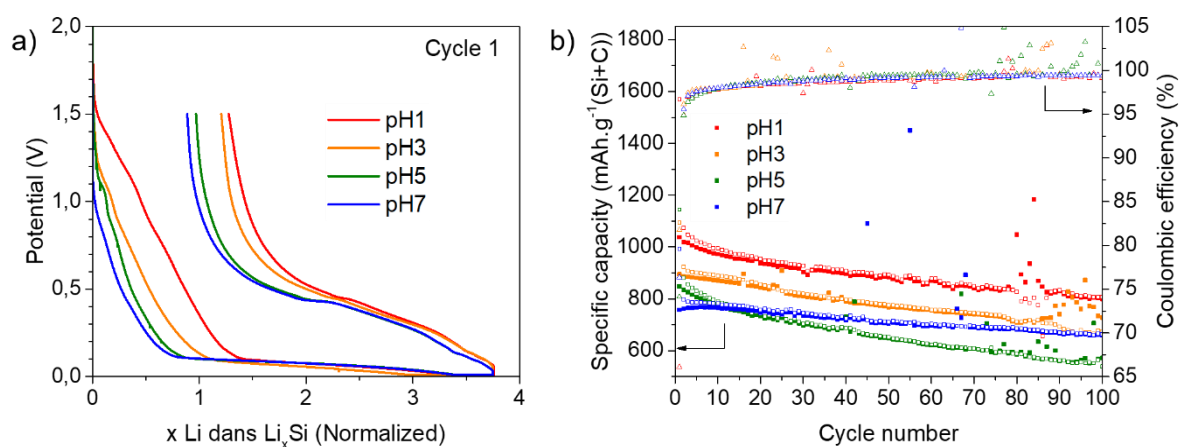 a)
Cycle 1
2,0
1,5
1,0
0,5
0,0
Potential (V)
pH1
pH3
pH5
pH7
0 1 2 3 4
x Li dans LiₓSi (Normalized)
b)
1800
1600
1400
1200
1000
800
600
Specific capacity (mAh.g⁻¹(Si+C))
pH1
pH3
pH5
pH7
105
100
95
90
85
80
75
70
65
Coulombic efficiency (%)
0 10 20 30 40 50 60 70 80 90 100
Cycle number